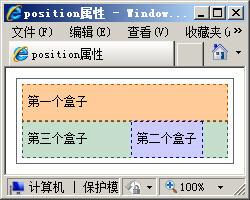 position属性 - Window...
文件(F) 编辑(E) 查看(V) 收藏夹(
position属性
第一个盒子
第三个盒子 第二个盒子
计算机 | 保护模 100%